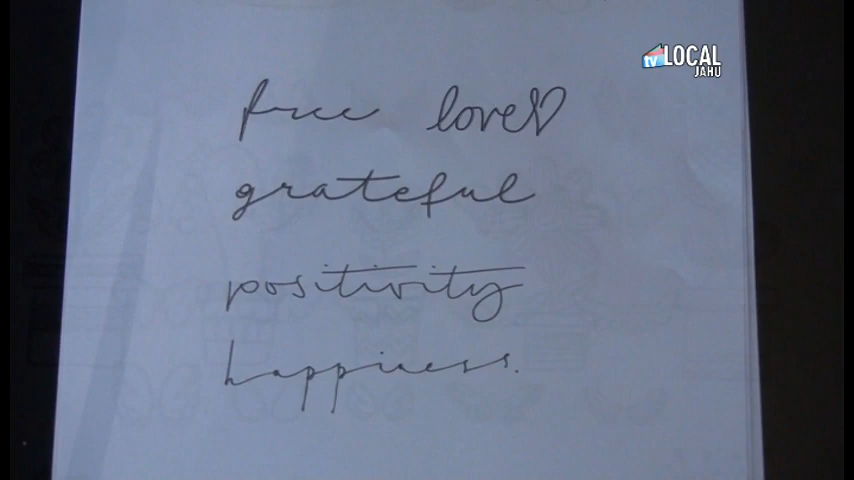 free love♡
grateful
positivity
happiness.
tv LOCAL
JAHU